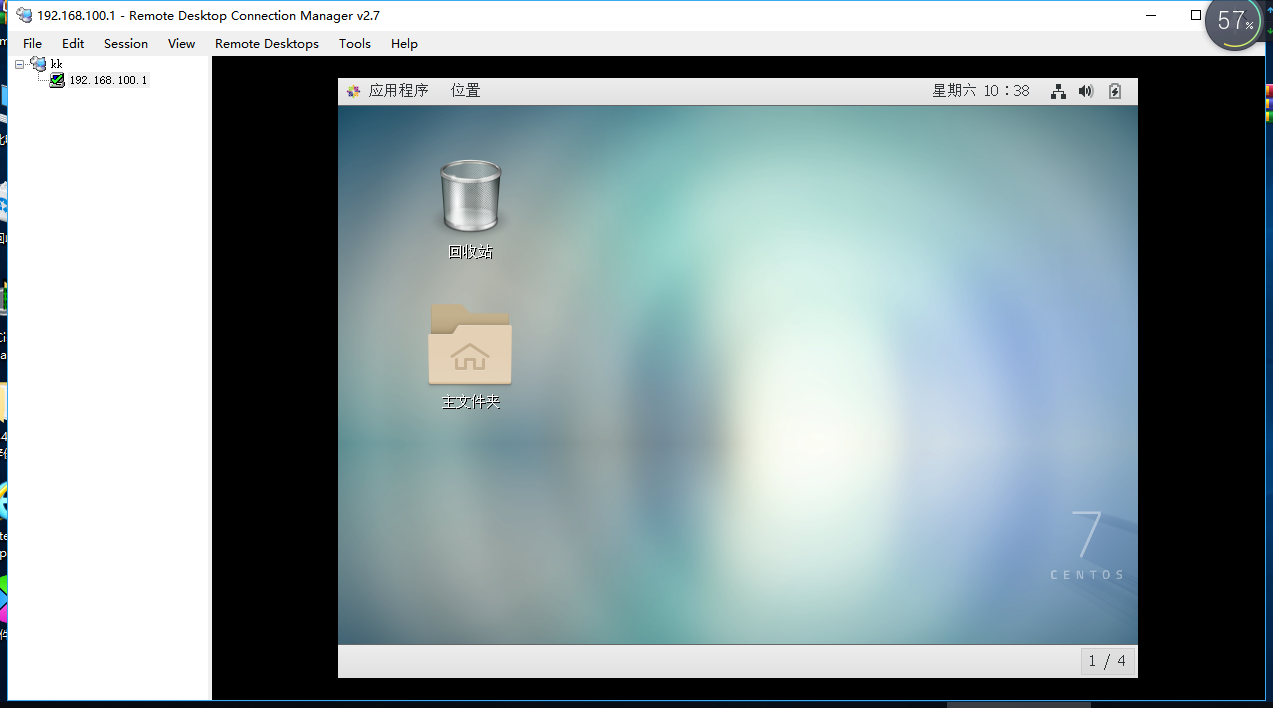 192.168.100.1 - Remote Desktop Connection Manager v2.7
57%
File Edit Session View Remote Desktops Tools Help
kk
192.168.100.1
应用程序 位置 星期六 10：38
回收站
主文件夹
7
CENTOS
1 / 4